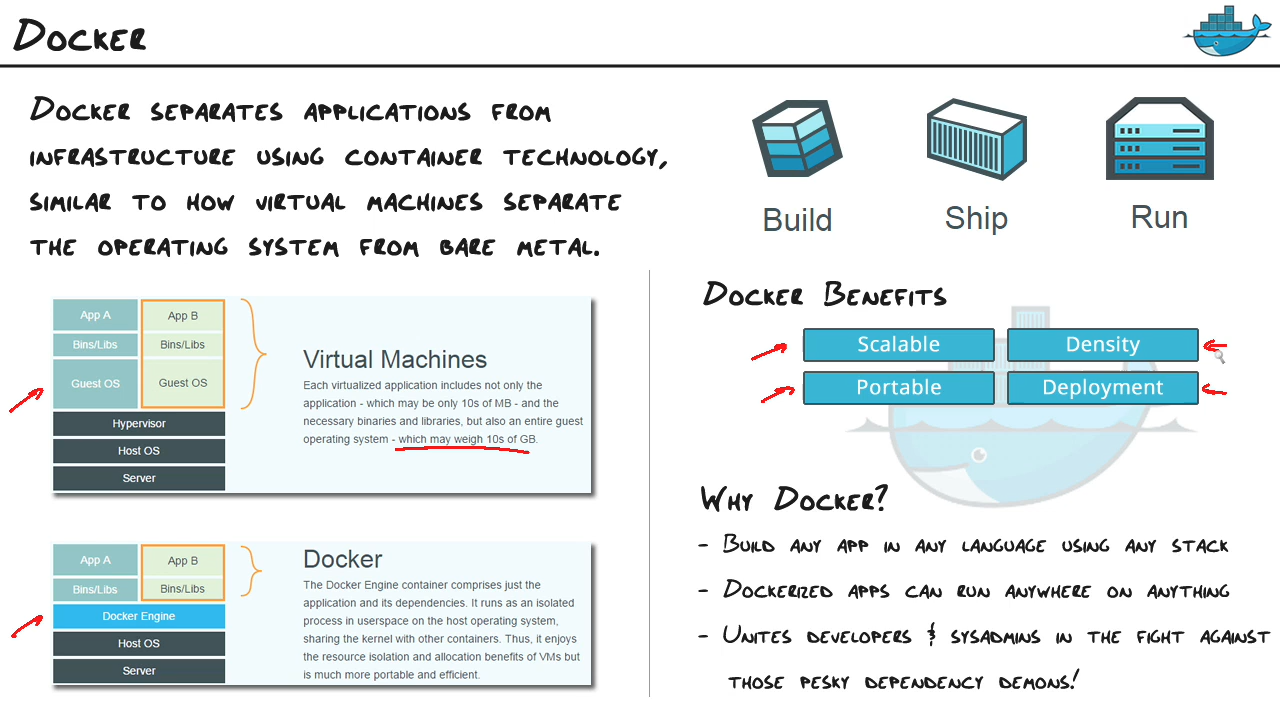 Docker
Docker separates applications from
infrastructure using container technology,
similar to how virtual machines separate
the operating system from bare metal.
Build
Ship
Run
App A
App B
Bins/Libs
Bins/Libs
Guest OS
Guest OS
Hypervisor
Host OS
Server
Virtual Machines
Each virtualized application includes not only the
application - which may be only 10s of MB - and the
necessary binaries and libraries, but also an entire guest
operating system - which may weigh 10s of GB.
App A
App B
Bins/Libs
Bins/Libs
Docker Engine
Host OS
Server
Docker
The Docker Engine container comprises just the
application and its dependencies. It runs as an isolated
process in userspace on the host operating system,
sharing the kernel with other containers. Thus, it enjoys
the resource isolation and allocation benefits of VMs but
is much more portable and efficient.
Docker Benefits
Scalable
Density
Portable
Deployment
Why Docker?
- Build any app in any language using any stack
- Dockerized apps can run anywhere on anything
- Unites developers & sysadmins in the fight against
those pesky dependency demons!